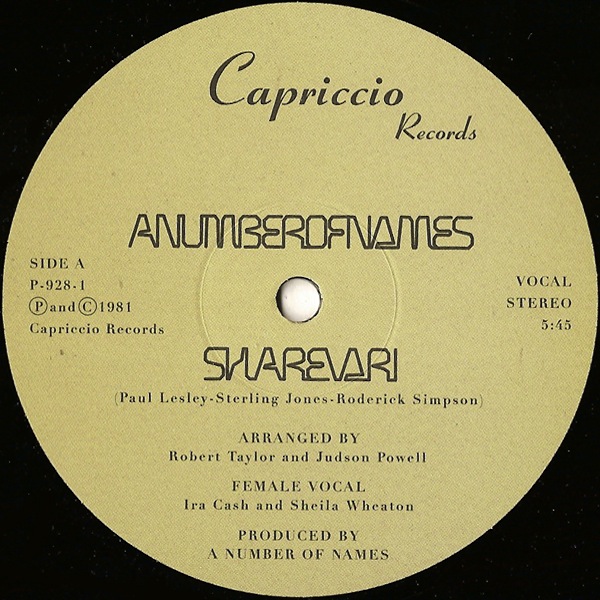 Capriccio
Records
ANUMBEROFNAMES
SIDE A
P-928-1
Ⓟ and Ⓒ 1981
Capriccio Records
VOCAL
STEREO
5:45
SHAREVARI
(Paul Lesley-Sterling Jones-Roderick Simpson)
ARRANGED BY
Robert Taylor and Judson Powell
FEMALE VOCAL
Ira Cash and Sheila Wheaton
PRODUCED BY
A NUMBER OF NAMES